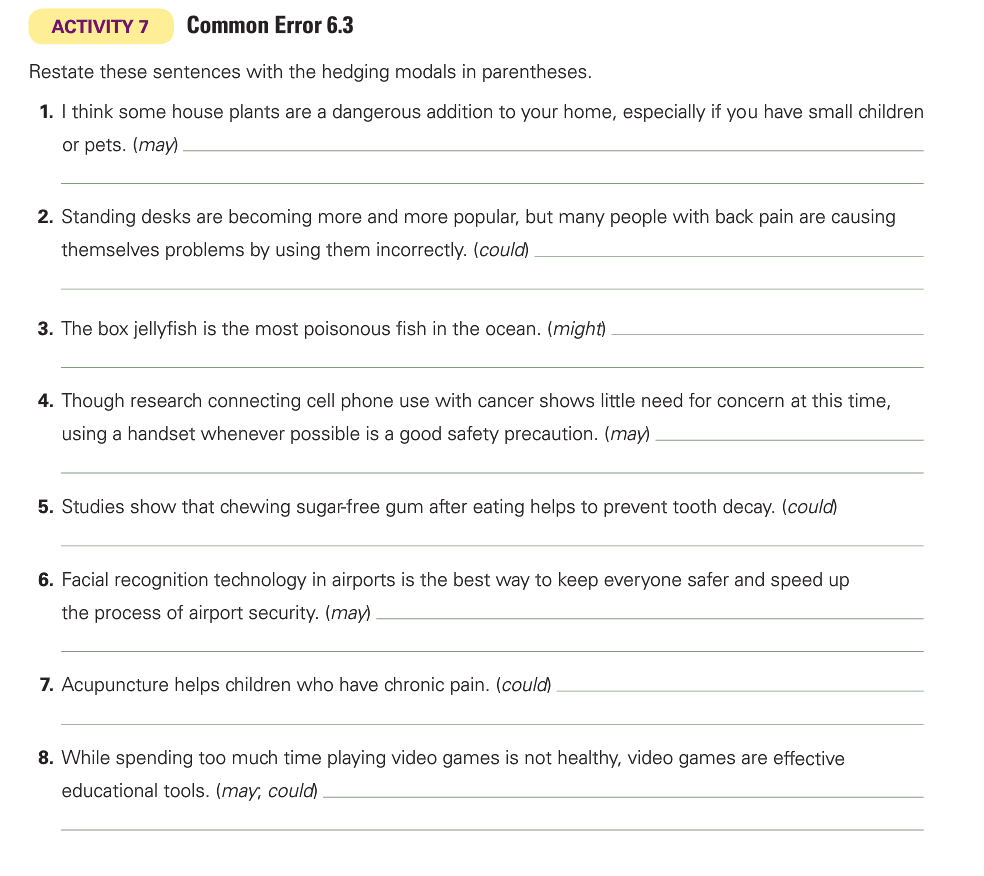 ACTIVITY 7 Common Error 6.3
Restate these sentences with the hedging modals in parentheses.
1. I think some house plants are a dangerous addition to your home, especially if you have small children
or pets. (may)
2. Standing desks are becoming more and more popular, but many people with back pain are causing
themselves problems by using them incorrectly. (could)
3. The box jellyfish is the most poisonous fish in the ocean. (might)
4. Though research connecting cell phone use with cancer shows little need for concern at this time,
using a handset whenever possible is a good safety precaution. (may)
5. Studies show that chewing sugar-free gum after eating helps to prevent tooth decay. (could)
6. Facial recognition technology in airports is the best way to keep everyone safer and speed up
the process of airport security. (may)
7. Acupuncture helps children who have chronic pain. (could)
8. While spending too much time playing video games is not healthy, video games are effective
educational tools. (may; could)